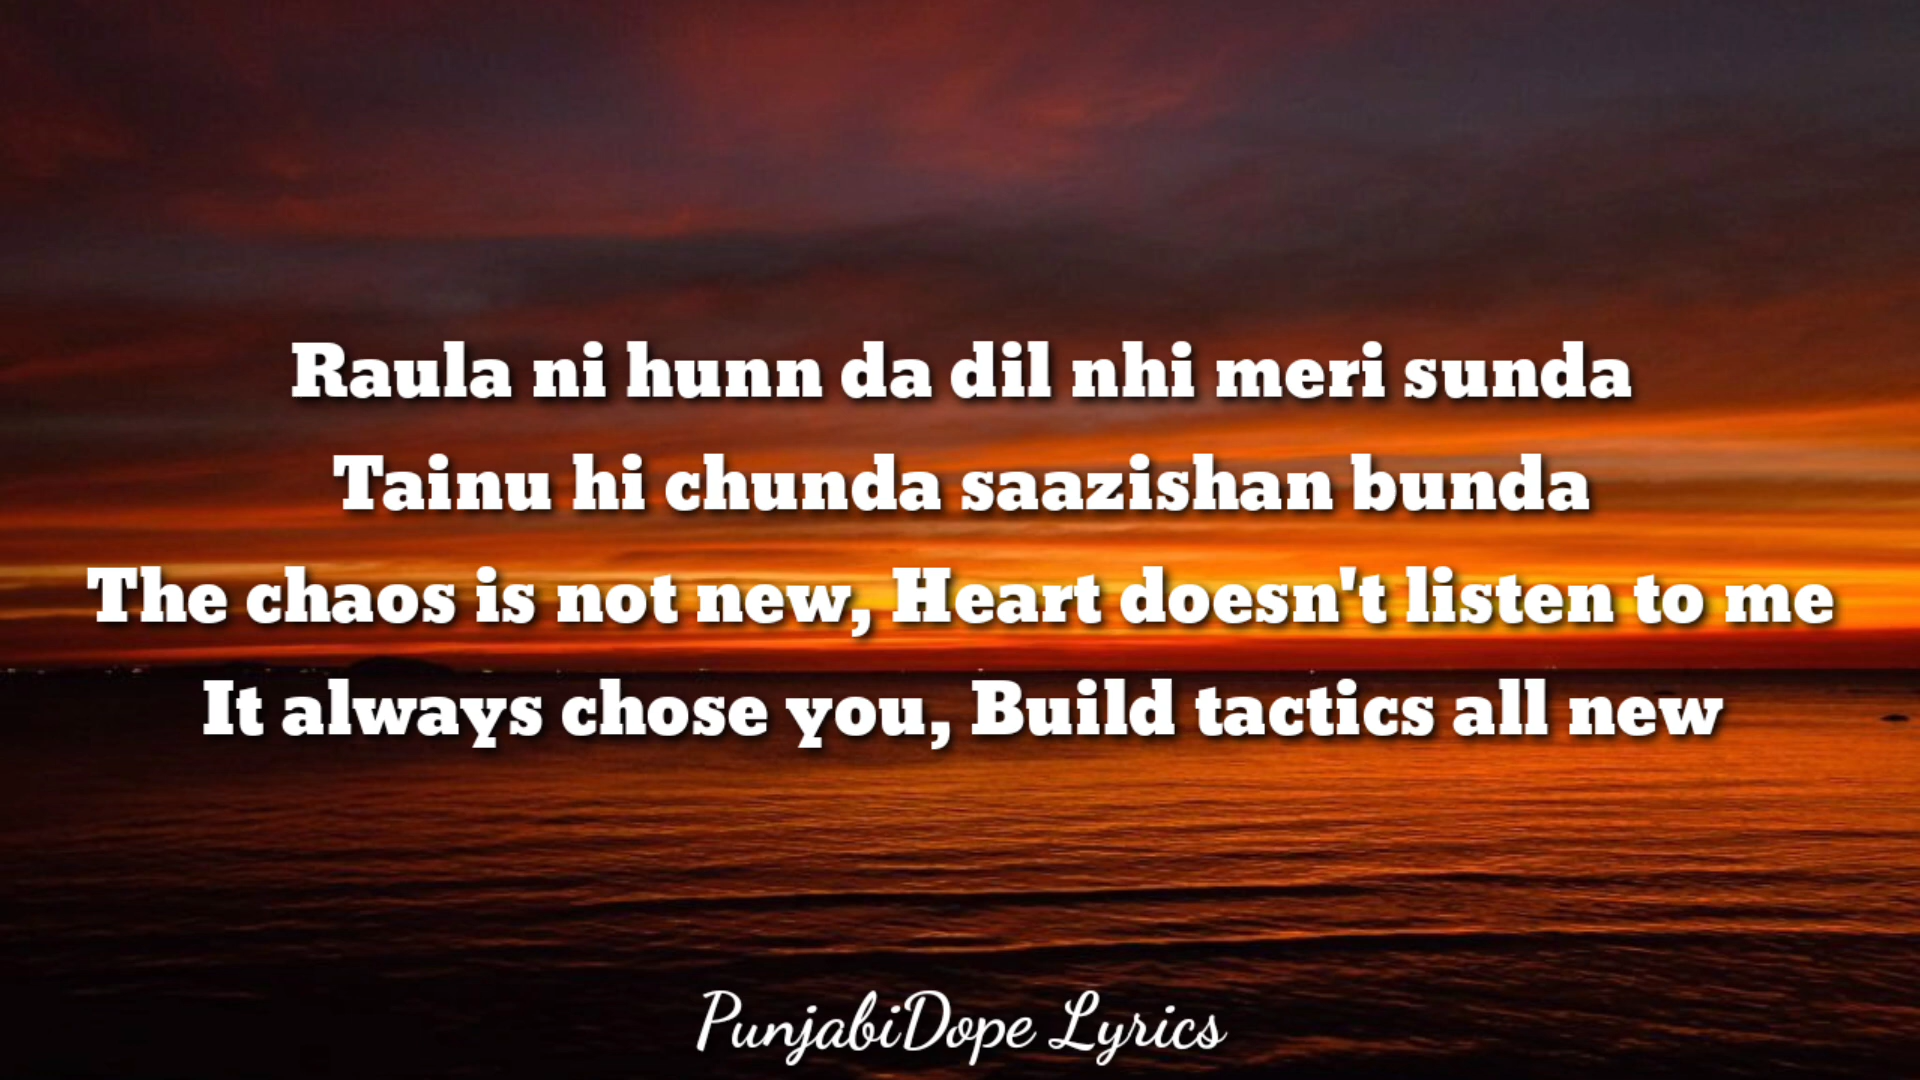 Raula ni hunn da dil nhi meri sunda
Tainu hi chunda saazishan bunda
The chaos is not new, Heart doesn't listen to me
It always chose you, Build tactics all new
PunjabiDope Lyrics